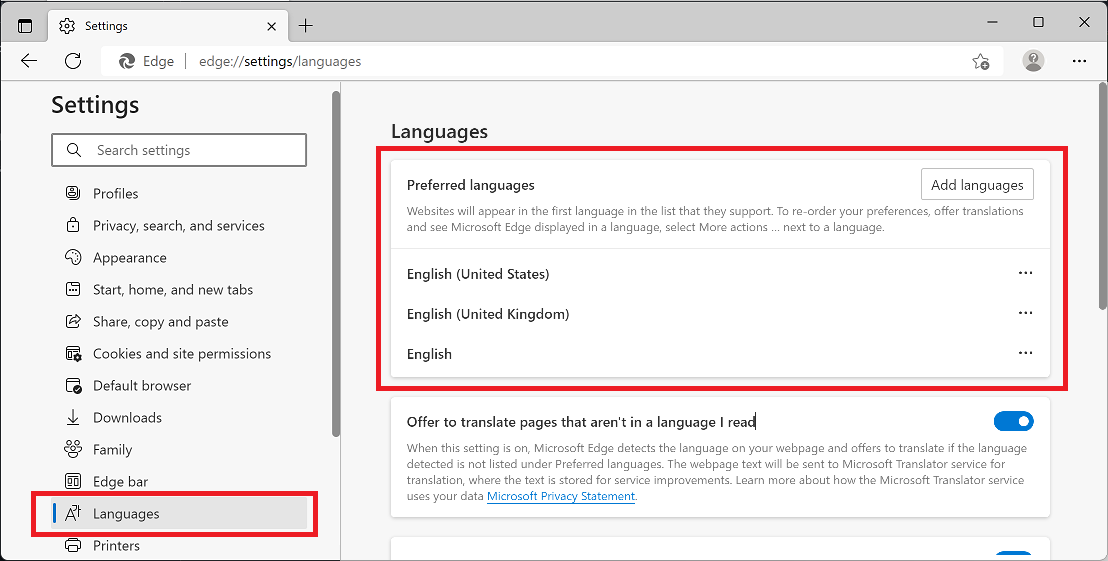 Settings
Edge
edge://settings/languages
Settings
Search settings
Profiles
Privacy, search, and services
Appearance
Start, home, and new tabs
Share, copy and paste
Cookies and site permissions
Default browser
Downloads
Family
Edge bar
Languages
Printers
Languages
Preferred languages
Add languages
Websites will appear in the first language in the list that they support. To re-order your preferences, offer translations
and see Microsoft Edge displayed in a language, select More actions ... next to a language.
English (United States)
English (United Kingdom)
English
Offer to translate pages that aren't in a language I read
When this setting is on, Microsoft Edge detects the language on your webpage and offers to translate if the language
detected is not listed under Preferred languages. The webpage text will be sent to Microsoft Translator service for
translation, where the text is stored for service improvements. Learn more about how the Microsoft Translator service
uses your data Microsoft Privacy Statement.